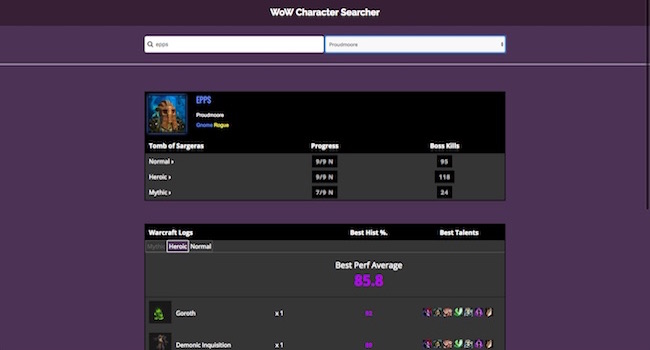 WoW Character Searcher
epps Proudmoore
EPPS
Proudmoore
Gnome Rogue
Tomb of Sargeras Progress Boss Kills
Normal › 9/9 N 95
Heroic › 9/9 N 118
Mythic › 7/9 N 24
Warcraft Logs Best Hist %. Best Talents
Mythic Heroic Normal
Best Perf Average
85.8
Goroth x 1
Demonic Inquisition x 1